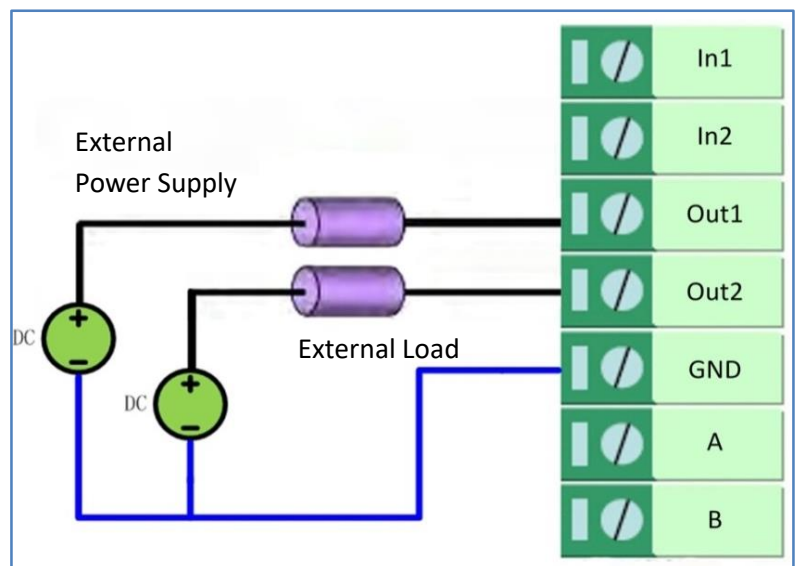 In1
In2
External
Power Supply
Out1
Out2
External Load
DC
+
−
GND
DC
+
−
A
B